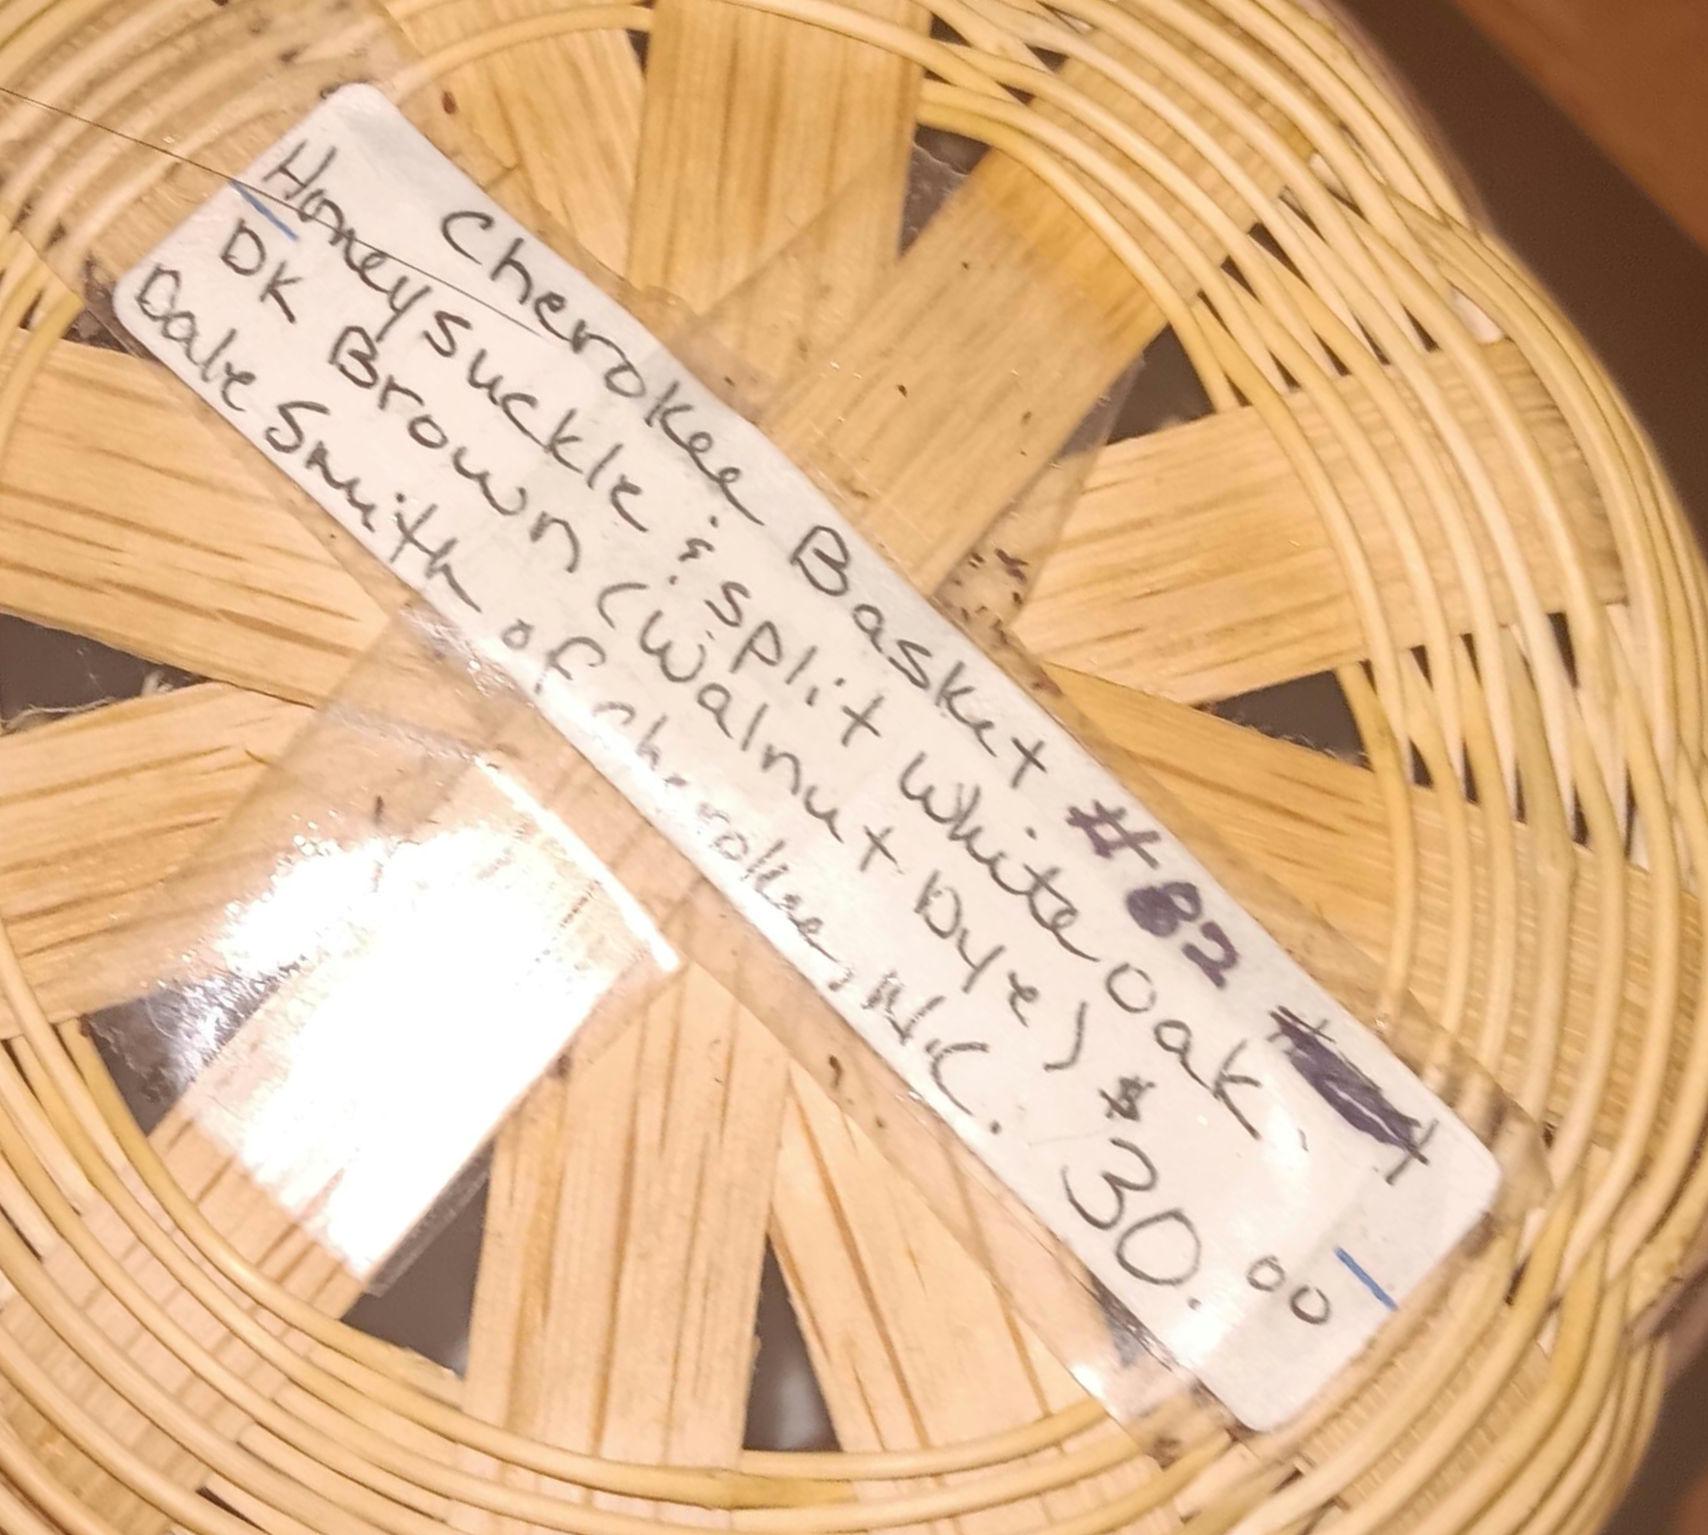 Cherokee Basket #82
Honeysuckle & split white oak.
DK Brown (Walnut Dye) $30.00
Dale Smith of Cherokee, N.C.